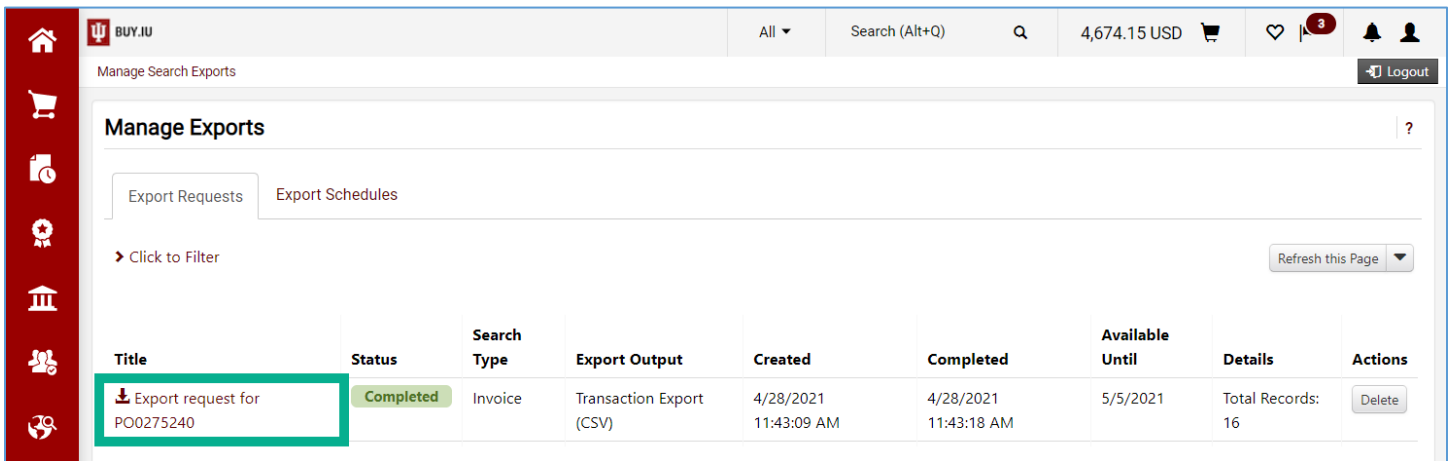 BUY.IU All Search (Alt+Q) 4,674.15 USD 3
Manage Search Exports Logout
Manage Exports ?
Export Requests Export Schedules
Click to Filter Refresh this Page
Title Status Search Type Export Output Created Completed Available Until Details Actions
Export request for Completed Invoice Transaction Export 4/28/2021 4/28/2021 5/5/2021 Total Records: Delete
PO0275240 (CSV) 11:43:09 AM 11:43:18 AM 16